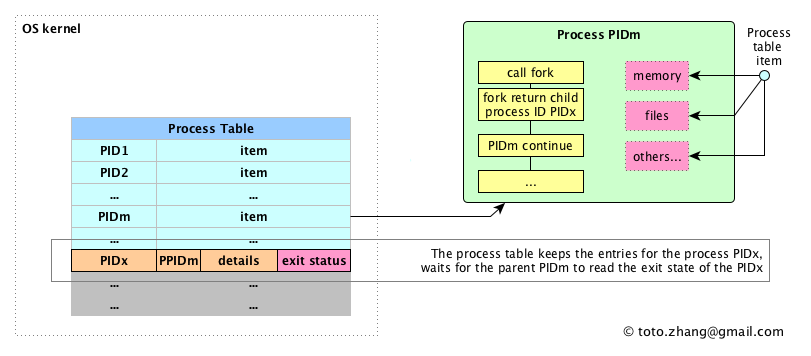 OS kernel
Process Table
PID1 item
PID2 item
... ...
PIDm item
... ...
PIDx PPIDm details exit status
... ...
... ...
Process PIDm
call fork
fork return child
process ID PIDx
PIDm continue
...
memory
files
others...
Process
table
item
The process table keeps the entries for the process PIDx,
waits for the parent PIDm to read the exit state of the PIDx
© toto.zhang@gmail.com